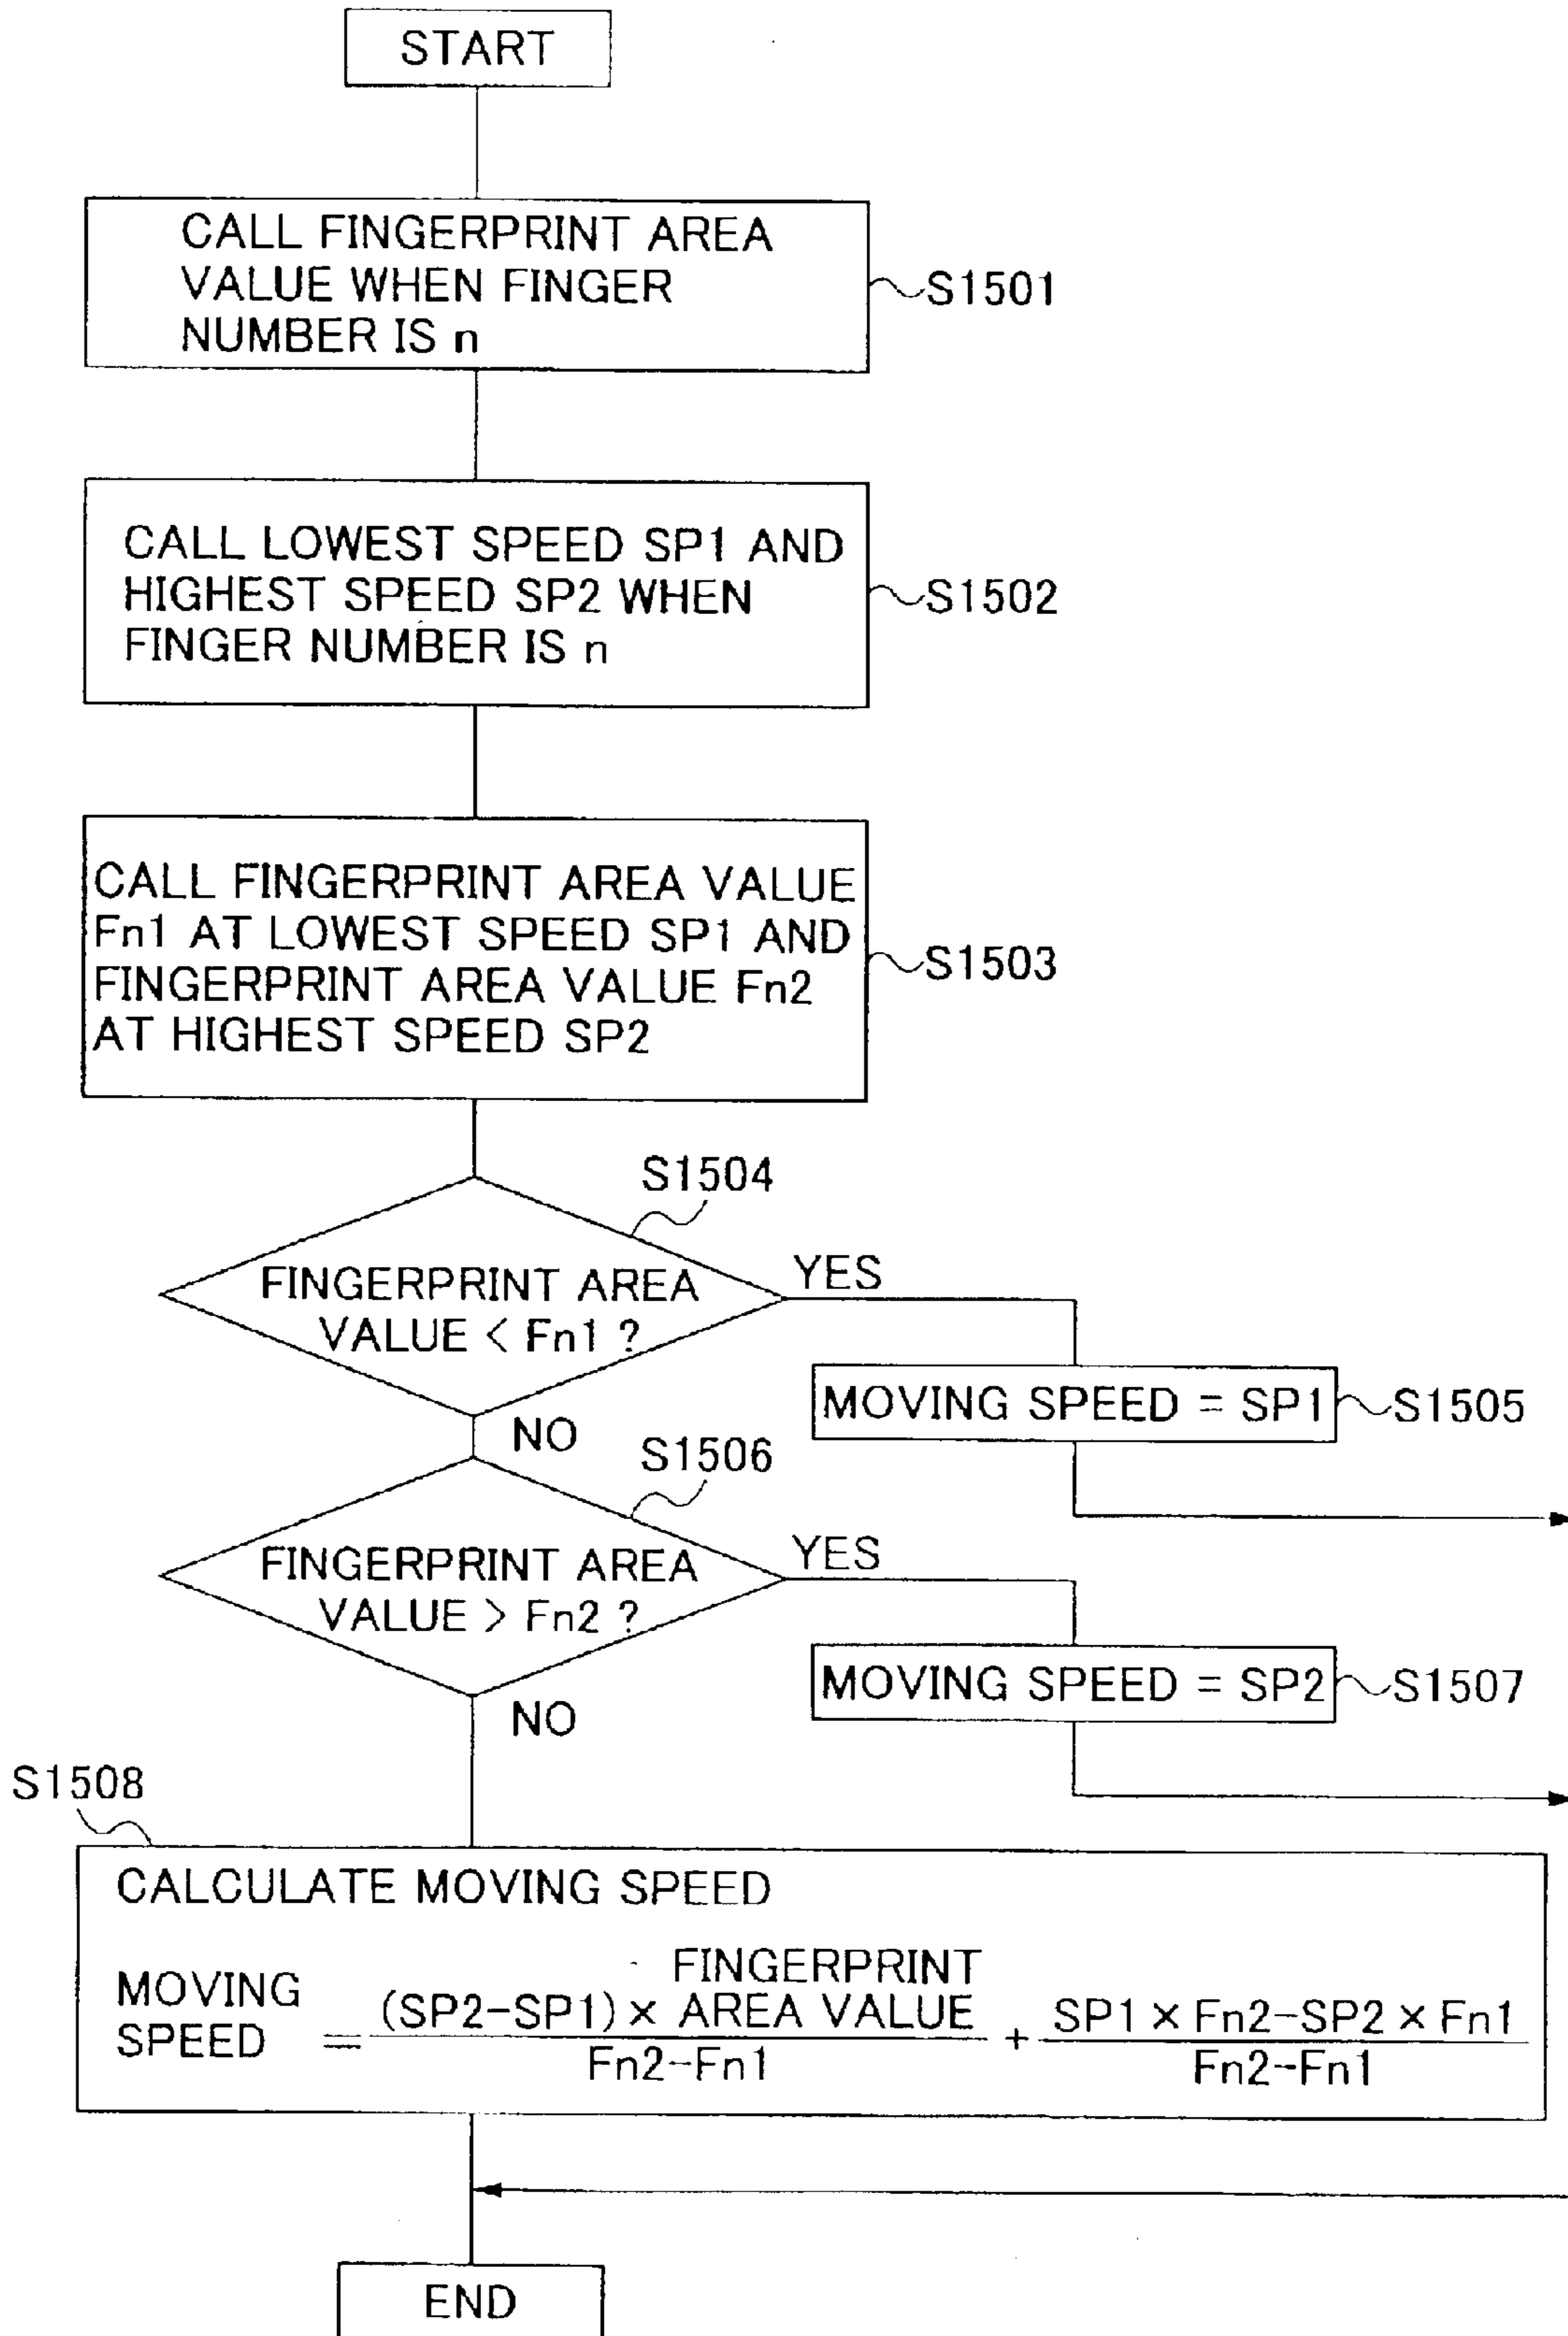 START
CALL FINGERPRINT AREA
VALUE WHEN FINGER
NUMBER IS n
S1501
CALL LOWEST SPEED SP1 AND
HIGHEST SPEED SP2 WHEN
FINGER NUMBER IS n
S1502
CALL FINGERPRINT AREA VALUE
Fn1 AT LOWEST SPEED SP1 AND
FINGERPRINT AREA VALUE Fn2
AT HIGHEST SPEED SP2
S1503
S1504
FINGERPRINT AREA
VALUE < Fn1 ?
YES
MOVING SPEED = SP1
S1505
NO
S1506
FINGERPRINT AREA
VALUE > Fn2 ?
YES
MOVING SPEED = SP2
S1507
NO
S1508
CALCULATE MOVING SPEED
MOVING
SPEED
=
FINGERPRINT
(SP2-SP1) × AREA VALUE
Fn2-Fn1
+
SP1 × Fn2-SP2 × Fn1
Fn2-Fn1
END